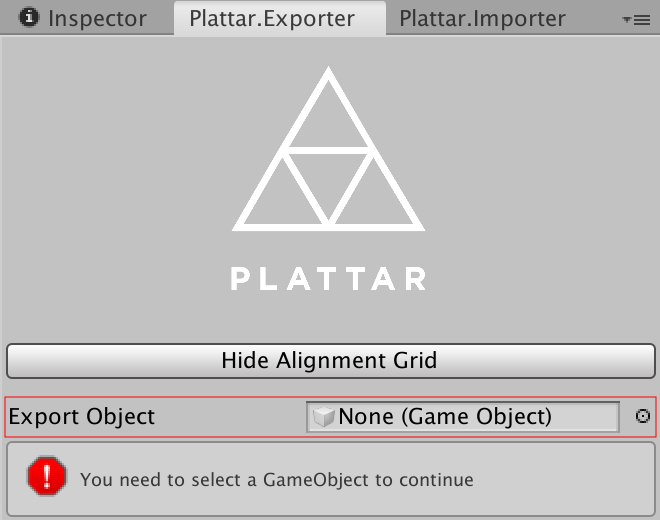 Inspector Plattar.Exporter Plattar.Importer
PLATTAR
Hide Alignment Grid
Export Object None (Game Object)
You need to select a GameObject to continue